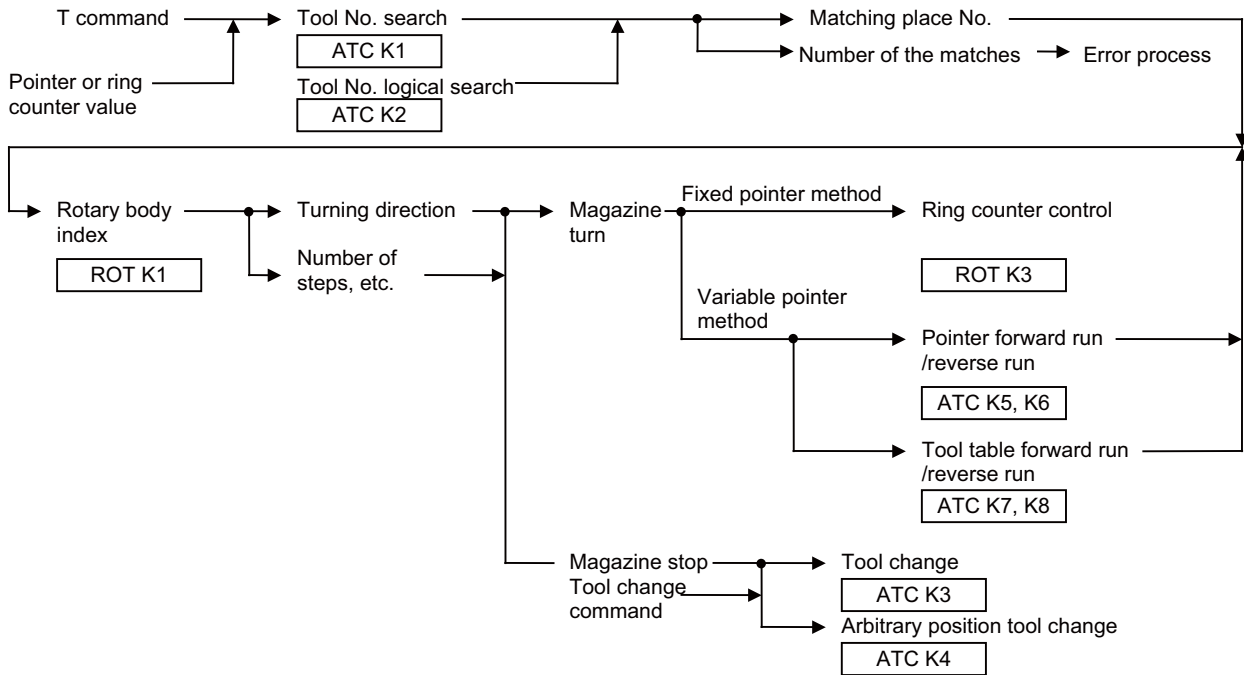 T command
Tool No. search
Matching place No.
ATC K1
Number of the matches
Error process
Pointer or ring
counter value
Tool No. logical search
ATC K2
Rotary body
index
ROT K1
Turning direction
Number of
steps, etc.
Magazine
turn
Fixed pointer method
Ring counter control
ROT K3
Variable pointer
method
Pointer forward run
/reverse run
ATC K5, K6
Tool table forward run
/reverse run
ATC K7, K8
Magazine stop
Tool change
command
Tool change
ATC K3
Arbitrary position tool change
ATC K4